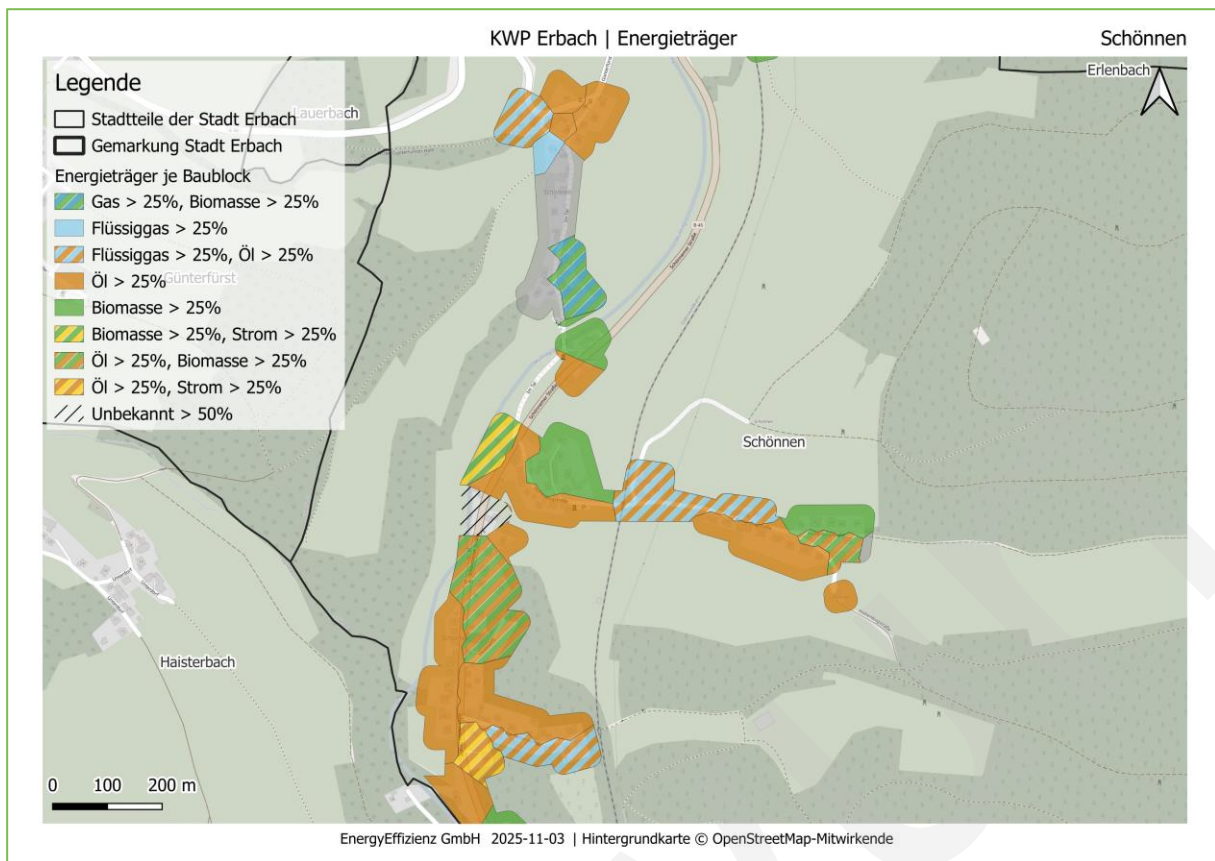 KWP Erbach | Energieträger
Schönnen
Legende
Stadtteile der Stadt Erbach
Gemarkung Stadt Erbach
Energieträger je Baublock
Gas > 25%, Biomasse > 25%
Flüssiggas > 25%
Flüssiggas > 25%, Öl > 25%
Öl > 25%
Biomasse > 25%
Biomasse > 25%, Strom > 25%
Öl > 25%, Biomasse > 25%
Öl > 25%, Strom > 25%
Unbekannt > 50%
Lauerbach
Günterfürst
Erlenbach
B 45
Schönnen
Haisterbach
0 100 200 m
EnergyEffizienz GmbH 2025-11-03 | Hintergrundkarte © OpenStreetMap-Mitwirkende